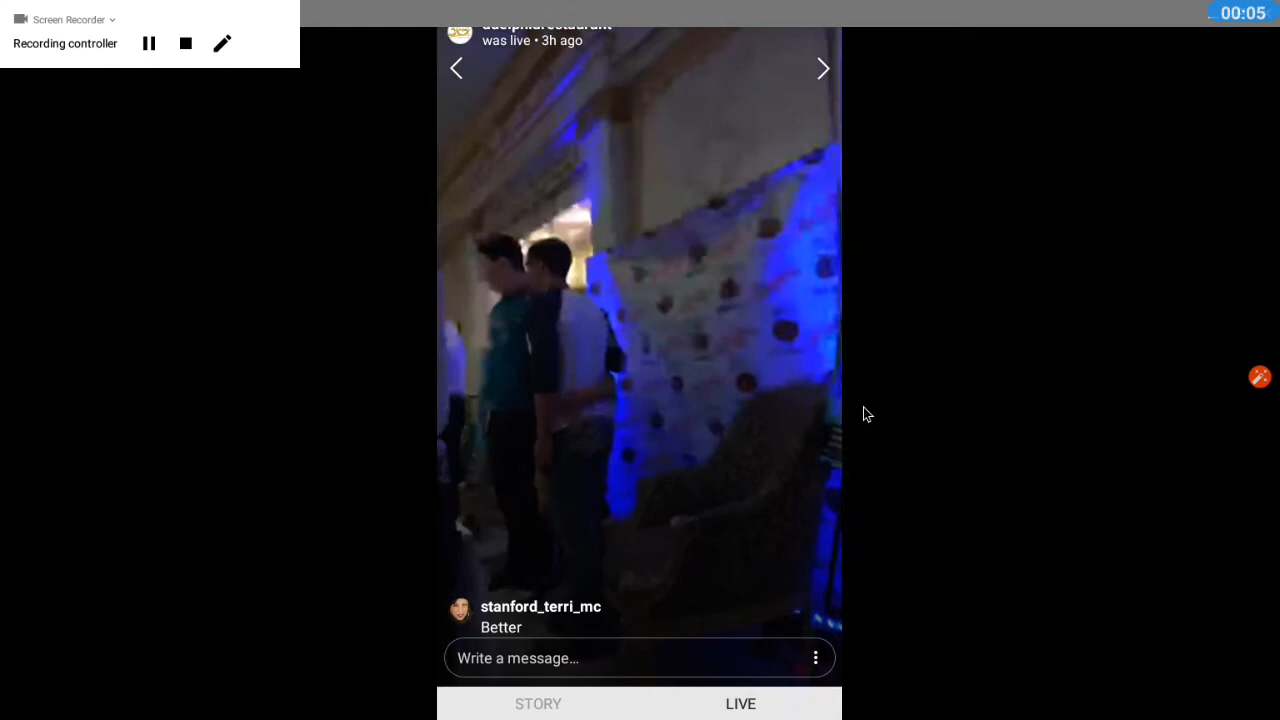 Screen Recorder
00:05
Recording controller
was live • 3h ago
stanford_terri_mc
Better
Write a message...
STORY
LIVE